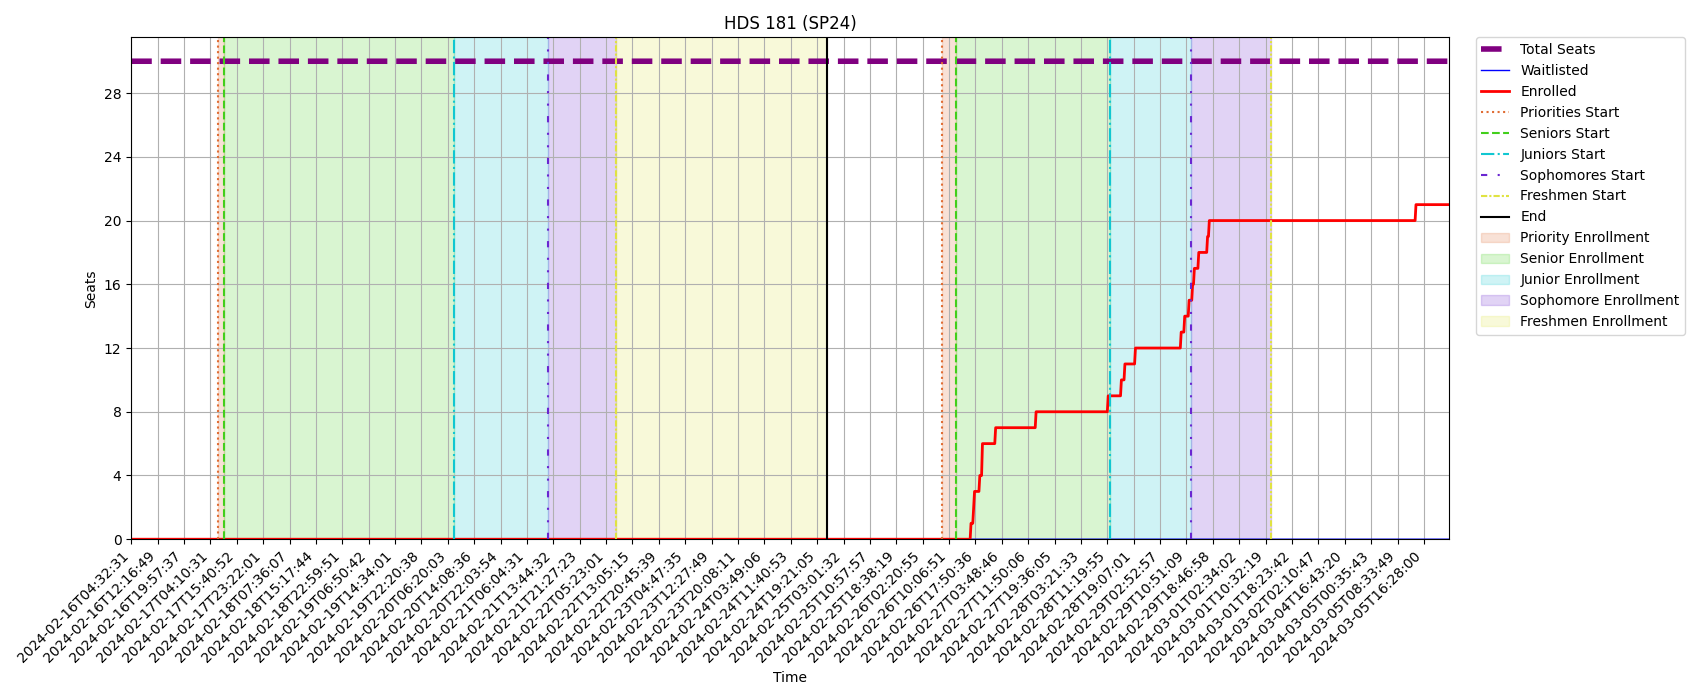 HDS 181 (SP24)
Total Seats
Waitlisted
Enrolled
Priorities Start
Seniors Start
Juniors Start
Sophomores Start
Freshmen Start
End
Priority Enrollment
Senior Enrollment
Junior Enrollment
Sophomore Enrollment
Freshmen Enrollment
Seats
28
24
20
16
12
8
4
0
2024-02-16T04:32:31
2024-02-16T12:16:49
2024-02-16T19:57:37
2024-02-17T04:10:31
2024-02-17T15:40:52
2024-02-17T23:22:01
2024-02-18T07:36:07
2024-02-18T15:17:44
2024-02-18T22:59:51
2024-02-19T06:50:42
2024-02-19T14:34:01
2024-02-19T22:20:38
2024-02-20T06:20:03
2024-02-20T14:08:36
2024-02-20T22:03:54
2024-02-21T06:04:31
2024-02-21T13:44:32
2024-02-21T21:27:23
2024-02-22T05:23:01
2024-02-22T13:05:15
2024-02-22T20:45:39
2024-02-23T04:47:35
2024-02-23T12:27:49
2024-02-23T20:08:11
2024-02-24T03:49:06
2024-02-24T11:40:53
2024-02-24T19:21:05
2024-02-25T03:01:32
2024-02-25T10:57:57
2024-02-25T18:38:19
2024-02-26T02:20:55
2024-02-26T10:06:51
2024-02-26T17:50:36
2024-02-27T03:48:46
2024-02-27T11:50:06
2024-02-27T19:36:05
2024-02-28T03:21:33
2024-02-28T11:19:55
2024-02-28T19:07:01
2024-02-29T02:52:57
2024-02-29T10:51:09
2024-02-29T18:46:58
2024-03-01T02:34:02
2024-03-01T10:32:19
2024-03-01T18:23:42
2024-03-02T02:10:47
2024-03-04T16:43:20
2024-03-05T00:35:43
2024-03-05T08:33:49
2024-03-05T16:28:00
Time